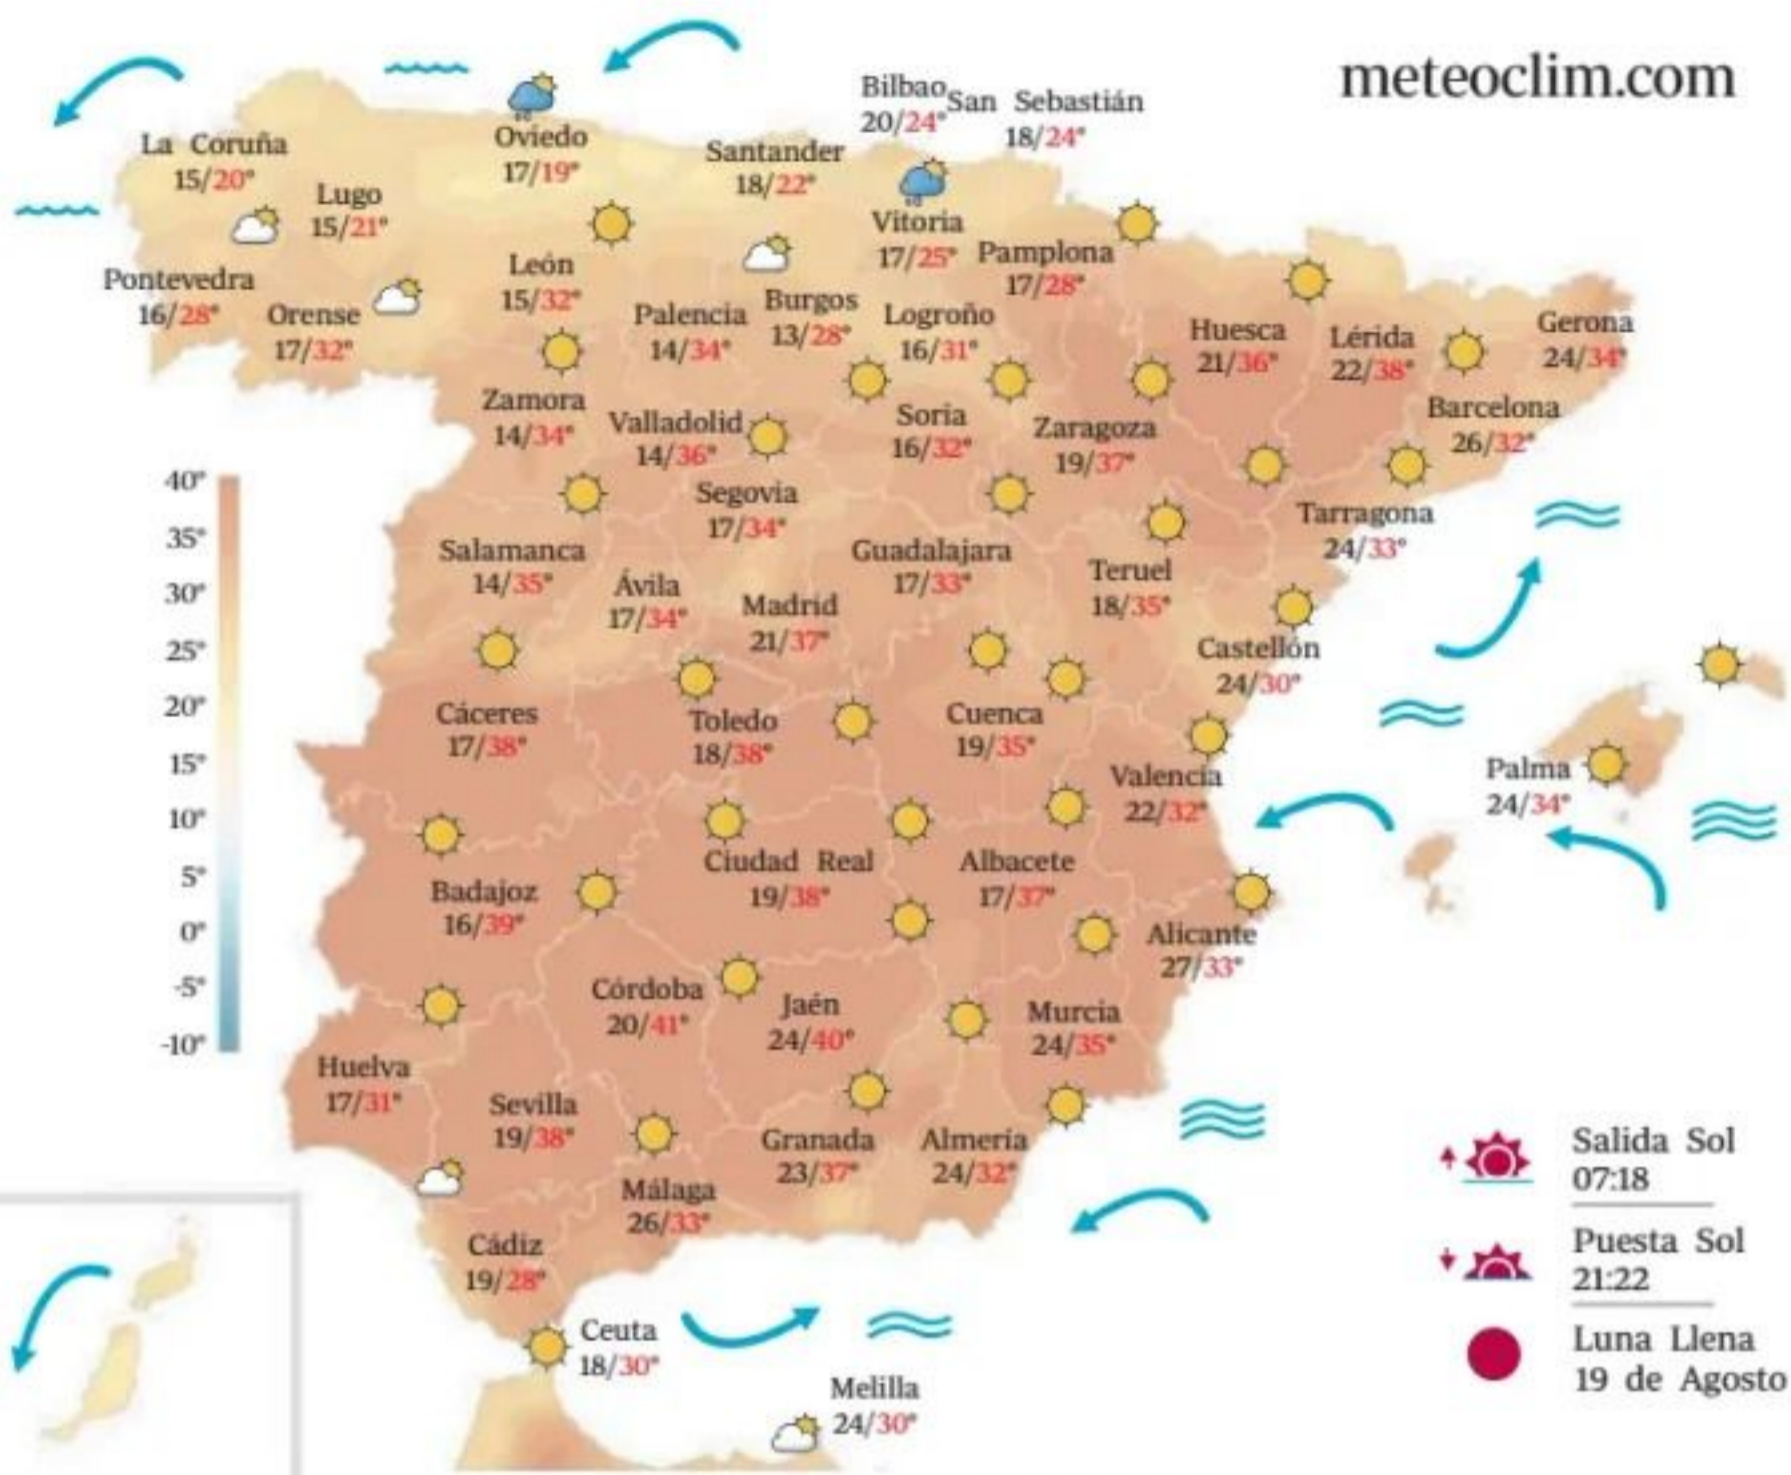 meteoclim.com
Bilbao
20/24°
San Sebastián
18/24°
La Coruña
15/20°
Oviedo
17/19°
Santander
18/22°
Lugo
15/21°
Vitoria
17/25°
Pamplona
17/28°
Pontevedra
16/28°
Orense
17/32°
León
15/32°
Palencia
14/34°
Burgos
13/28°
Logroño
16/31°
Huesca
21/36°
Lérida
22/38°
Gerona
24/34°
Zamora
14/34°
Valladolid
14/36°
Soria
16/32°
Zaragoza
19/37°
Barcelona
26/32°
Segovia
17/34°
Tarragona
24/33°
Salamanca
14/35°
Ávila
17/34°
Madrid
21/37°
Guadalajara
17/33°
Teruel
18/35°
Castellón
24/30°
Cáceres
17/38°
Toledo
18/38°
Cuenca
19/35°
Valencia
22/32°
Palma
24/34°
Badajoz
16/39°
Ciudad Real
19/38°
Albacete
17/37°
Alicante
27/33°
Córdoba
20/41°
Jaén
24/40°
Murcia
24/35°
Huelva
17/31°
Sevilla
19/38°
Granada
23/37°
Almería
24/32°
Málaga
26/33°
Cádiz
19/28°
Ceuta
18/30°
Melilla
24/30°
40°
35°
30°
25°
20°
15°
10°
5°
0°
-5°
-10°
Salida Sol
07:18
Puesta Sol
21:22
Luna Llena
19 de Agosto